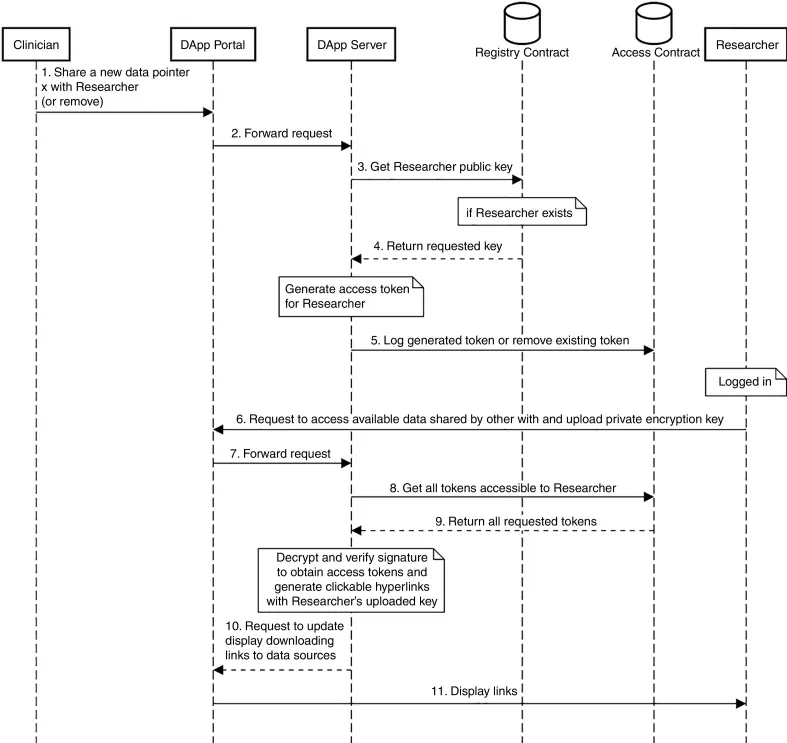 Clinician
DApp Portal
DApp Server
Registry Contract
Access Contract
Researcher
1. Share a new data pointer
x with Researcher
(or remove)
2. Forward request
3. Get Researcher public key
if Researcher exists
4. Return requested key
Generate access token
for Researcher
5. Log generated token or remove existing token
Logged in
6. Request to access available data shared by other with and upload private encryption key
7. Forward request
8. Get all tokens accessible to Researcher
9. Return all requested tokens
Decrypt and verify signature
to obtain access tokens and
generate clickable hyperlinks
with Researcher's uploaded key
10. Request to update
display downloading
links to data sources
11. Display links